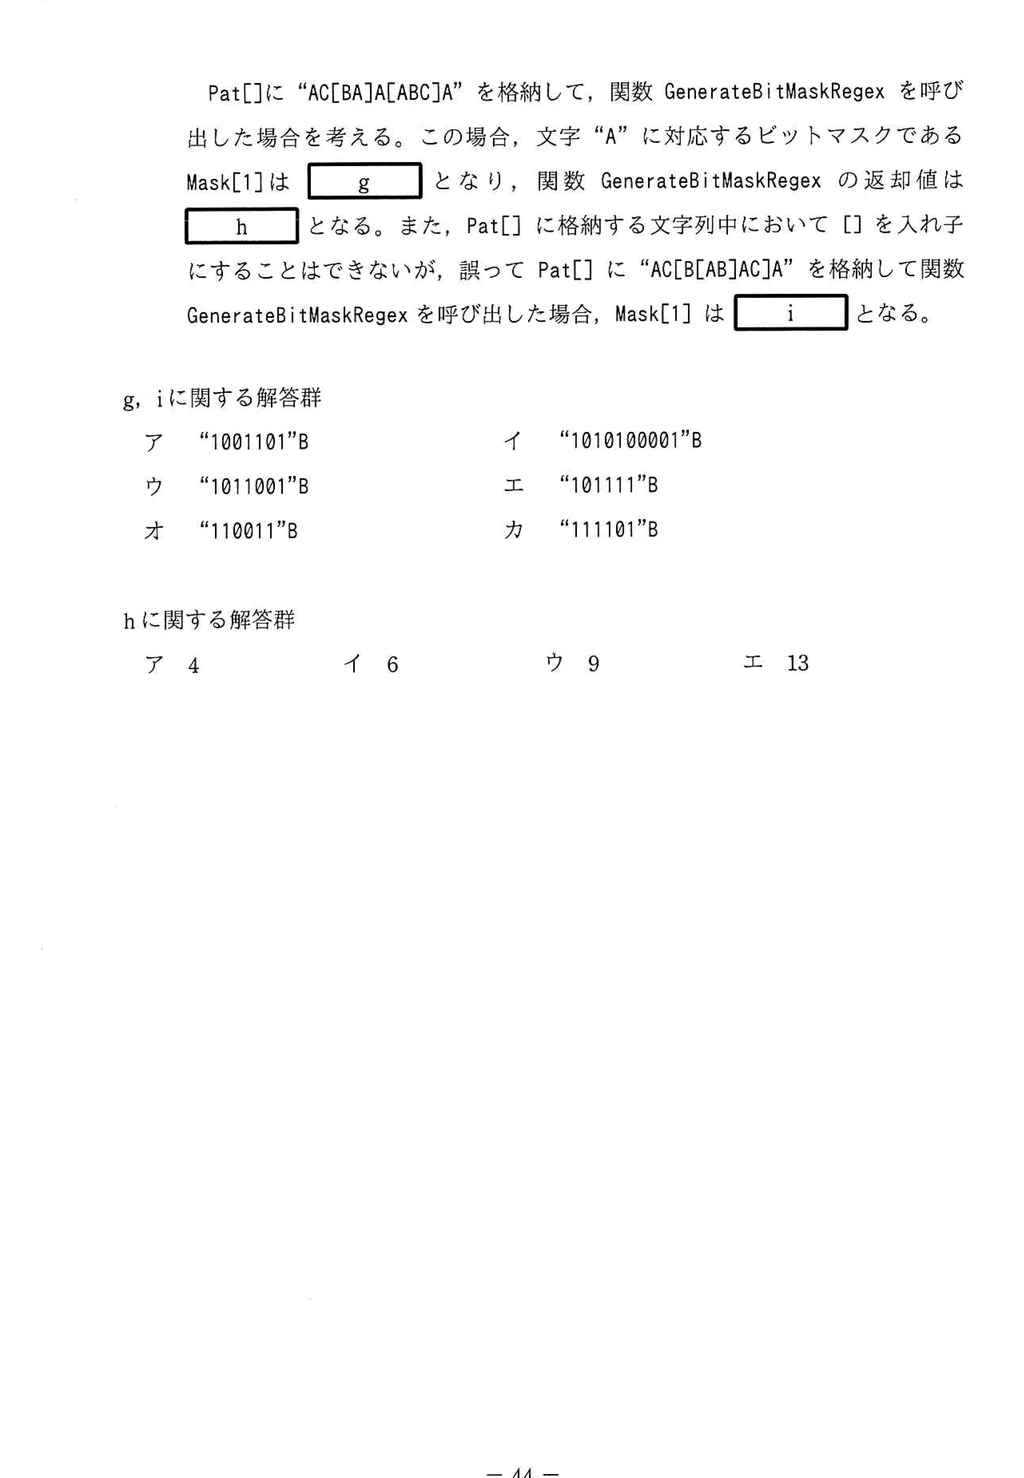 Pat[]に “AC[BA]A[ABC]A” を格納して，関数 GenerateBitMaskRegex を呼び
出した場合を考える。この場合，文字 “A” に対応するビットマスクである
Mask[1]は g となり，関数 GenerateBitMaskRegex の返却値は
h となる。また，Pat[] に格納する文字列中において [] を入れ子
にすることはできないが，誤って Pat[] に “AC[B[AB]AC]A” を格納して関数
GenerateBitMaskRegex を呼び出した場合，Mask[1] は i となる。
g，iに関する解答群
ア “1001101”B イ “1010100001”B
ウ “1011001”B エ “101111”B
オ “110011”B カ “111101”B
hに関する解答群
ア 4 イ 6 ウ 9 エ 13
－ 44 －